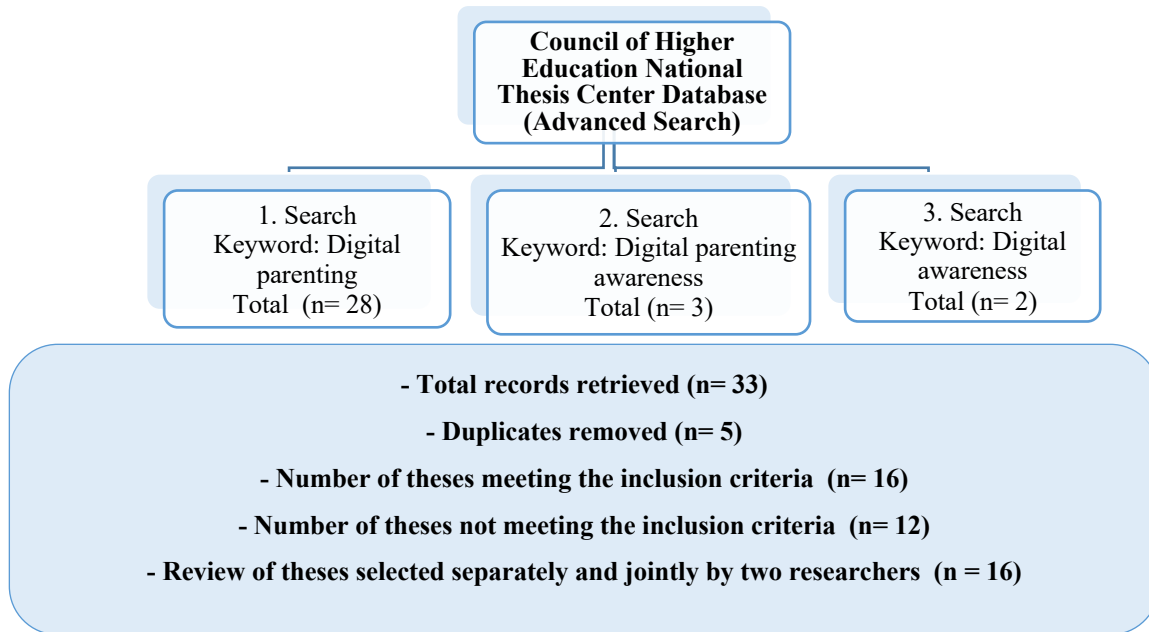 Council of Higher
Education National
Thesis Center Database
(Advanced Search)
1. Search
Keyword: Digital
parenting
Total (n= 28)
2. Search
Keyword: Digital parenting
awareness
Total (n= 3)
3. Search
Keyword: Digital
awareness
Total (n= 2)
- Total records retrieved (n= 33)
- Duplicates removed (n= 5)
- Number of theses meeting the inclusion criteria (n= 16)
- Number of theses not meeting the inclusion criteria (n= 12)
- Review of theses selected separately and jointly by two researchers (n = 16)